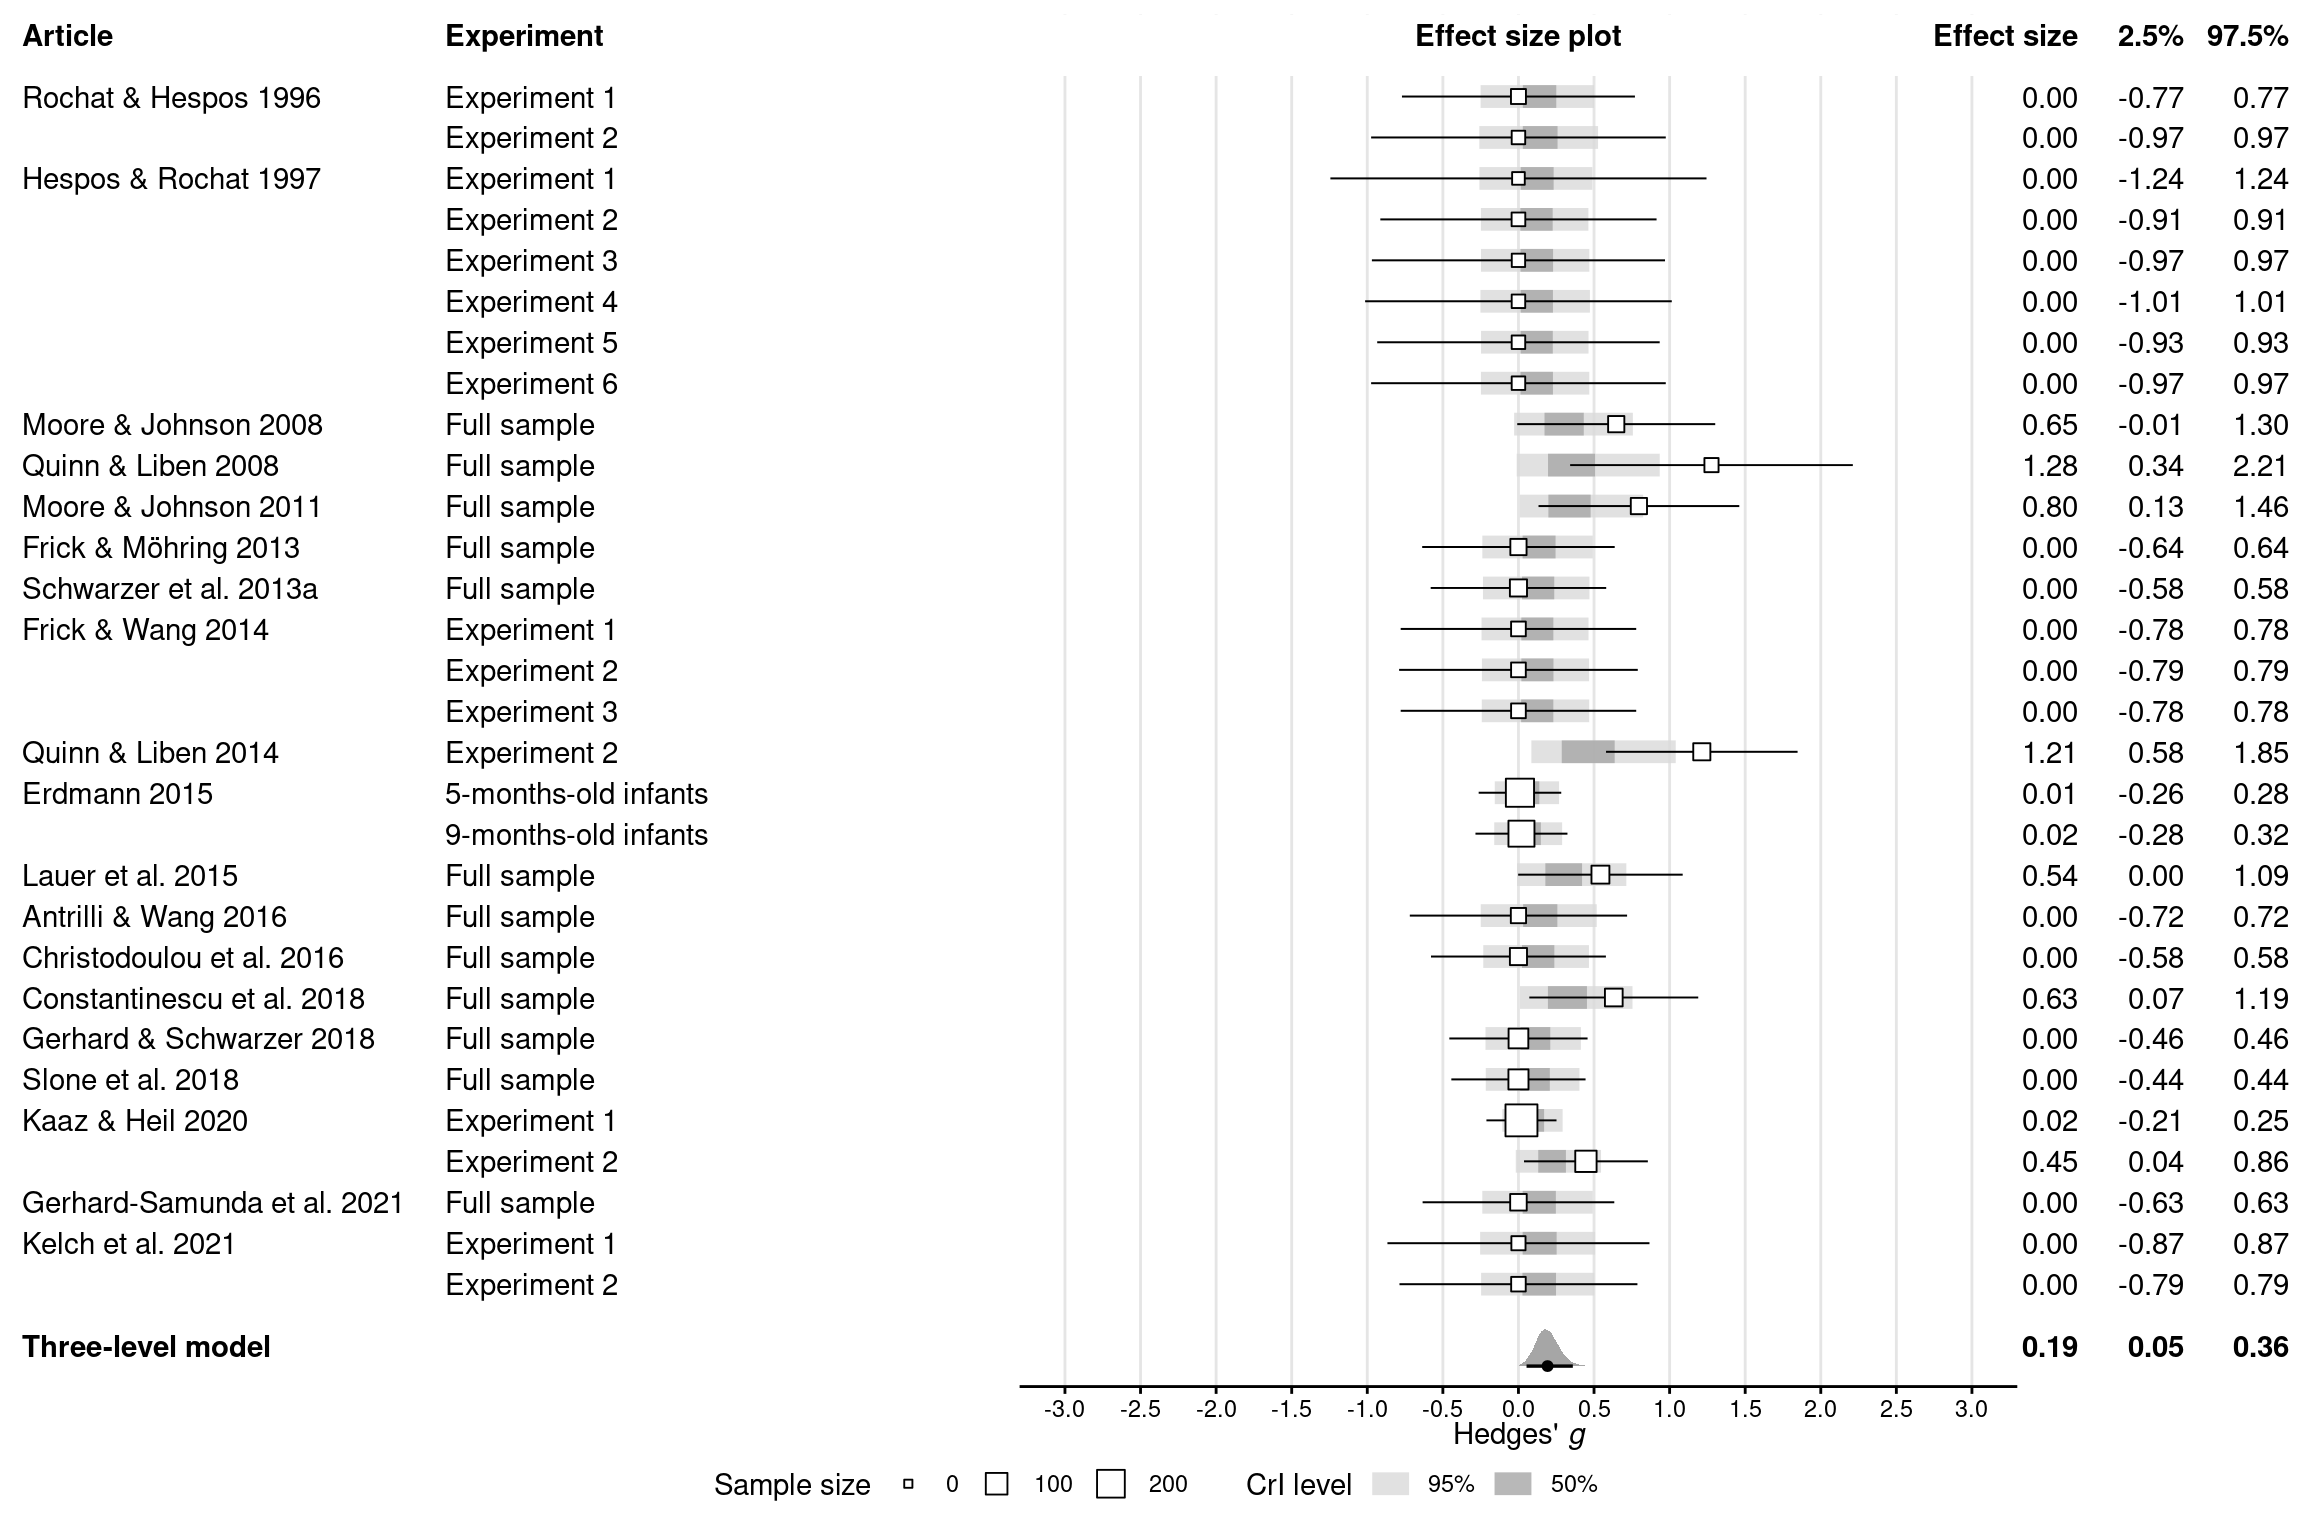 Article Experiment Effect size plot Effect size 2.5% 97.5%
Rochat & Hespos 1996 Experiment 1 0.00 -0.77 0.77
Experiment 2 0.00 -0.97 0.97
Hespos & Rochat 1997 Experiment 1 0.00 -1.24 1.24
Experiment 2 0.00 -0.91 0.91
Experiment 3 0.00 -0.97 0.97
Experiment 4 0.00 -1.01 1.01
Experiment 5 0.00 -0.93 0.93
Experiment 6 0.00 -0.97 0.97
Moore & Johnson 2008 Full sample 0.65 -0.01 1.30
Quinn & Liben 2008 Full sample 1.28 0.34 2.21
Moore & Johnson 2011 Full sample 0.80 0.13 1.46
Frick & Möhring 2013 Full sample 0.00 -0.64 0.64
Schwarzer et al. 2013a Full sample 0.00 -0.58 0.58
Frick & Wang 2014 Experiment 1 0.00 -0.78 0.78
Experiment 2 0.00 -0.79 0.79
Experiment 3 0.00 -0.78 0.78
Quinn & Liben 2014 Experiment 2 1.21 0.58 1.85
Erdmann 2015 5-months-old infants 0.01 -0.26 0.28
9-months-old infants 0.02 -0.28 0.32
Lauer et al. 2015 Full sample 0.54 0.00 1.09
Antrilli & Wang 2016 Full sample 0.00 -0.72 0.72
Christodoulou et al. 2016 Full sample 0.00 -0.58 0.58
Constantinescu et al. 2018 Full sample 0.63 0.07 1.19
Gerhard & Schwarzer 2018 Full sample 0.00 -0.46 0.46
Slone et al. 2018 Full sample 0.00 -0.44 0.44
Kaaz & Heil 2020 Experiment 1 0.02 -0.21 0.25
Experiment 2 0.45 0.04 0.86
Gerhard-Samunda et al. 2021 Full sample 0.00 -0.63 0.63
Kelch et al. 2021 Experiment 1 0.00 -0.87 0.87
Experiment 2 0.00 -0.79 0.79
Three-level model 0.19 0.05 0.36
-3.0 -2.5 -2.0 -1.5 -1.0 -0.5 0.0 0.5 1.0 1.5 2.0 2.5 3.0
Hedges' g
Sample size 0 100 200 CrI level 95% 50%